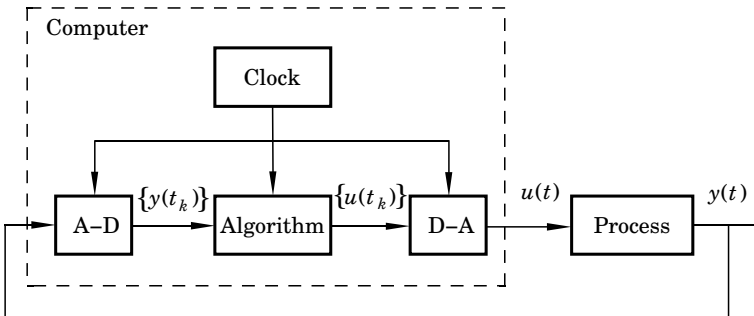 Computer
Clock
{y(t_k)}
{u(t_k)}
u(t)
y(t)
A–D
Algorithm
D–A
Process